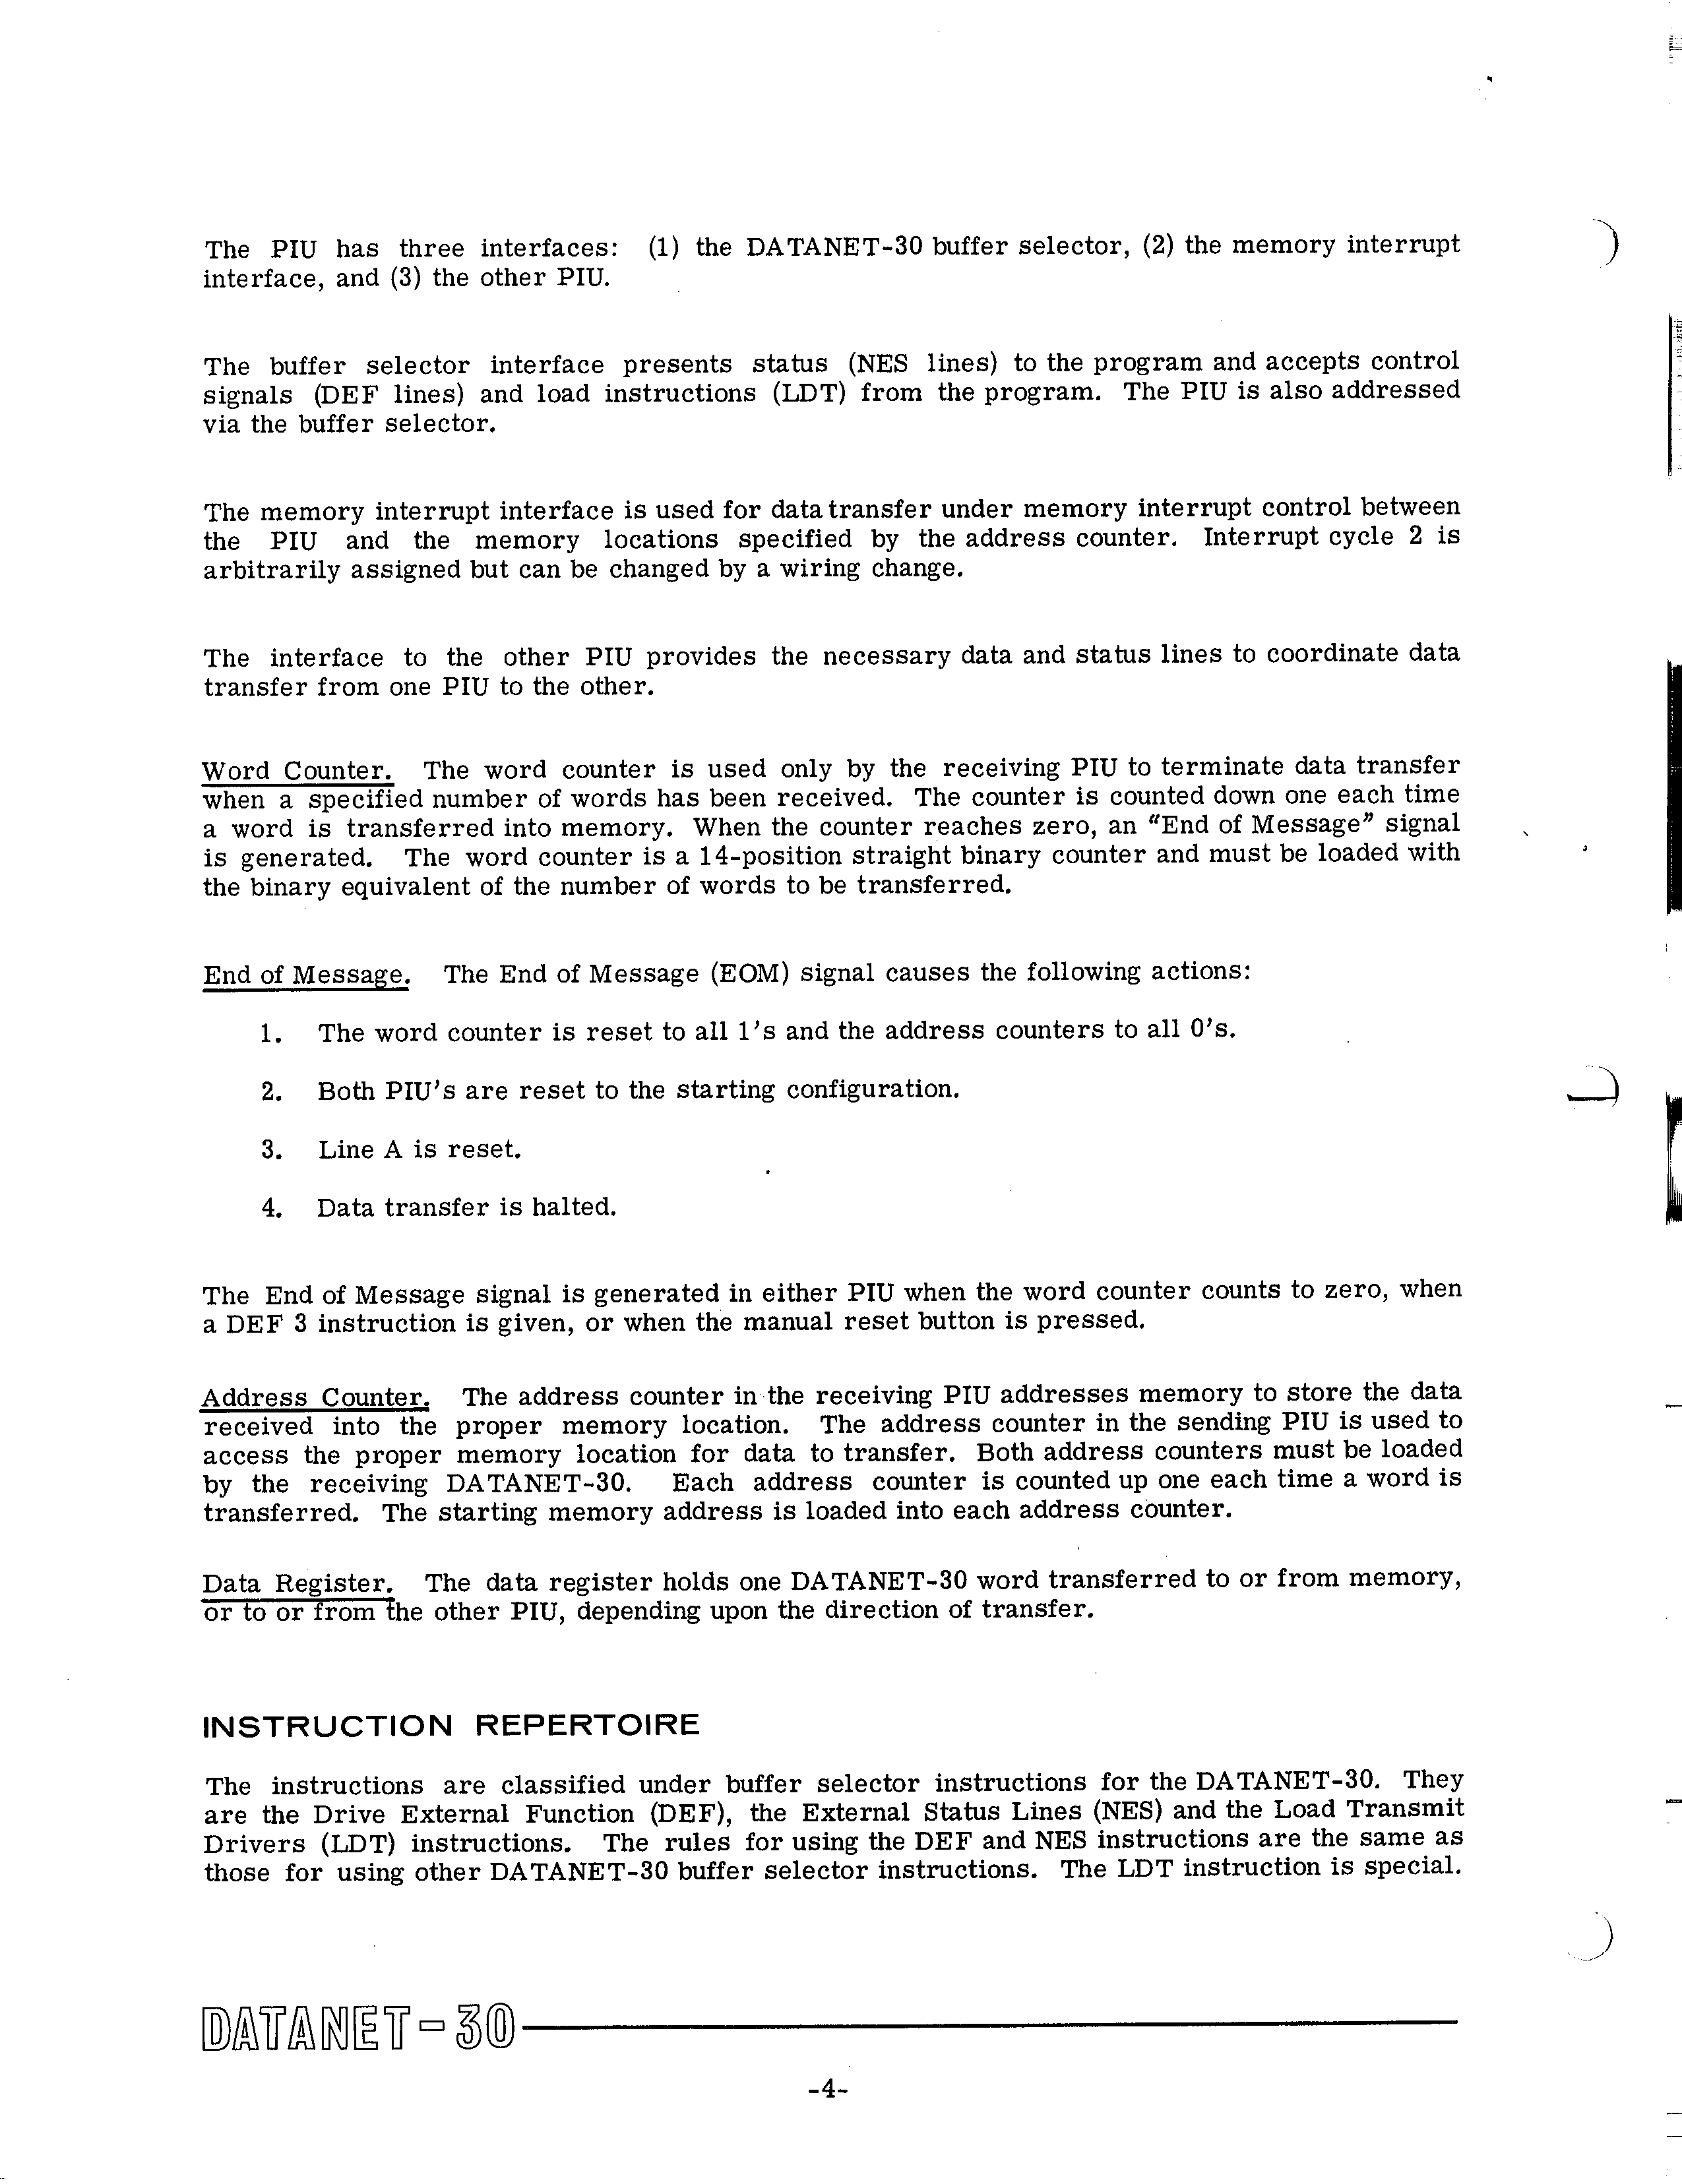 The PIU has three interfaces: (1) the DATANET-30 buffer selector, (2) the memory interrupt
interface, and (3) the other PIU.
The buffer selector interface presents status (NES lines) to the program and accepts control
signals (DEF lines) and load instructions (LDT) from the program. The PIU is also addressed
via the buffer selector.
The memory interrupt interface is used for data transfer under memory interrupt control between
the PIU and the memory locations specified by the address counter. Interrupt cycle 2 is
arbitrarily assigned but can be changed by a wiring change.
The interface to the other PIU provides the necessary data and status lines to coordinate data
transfer from one PIU to the other.
Word Counter. The word counter is used only by the receiving PIU to terminate data transfer
when a specified number of words has been received. The counter is counted down one each time
a word is transferred into memory. When the counter reaches zero, an "End of Message" signal
is generated. The word counter is a 14-position straight binary counter and must be loaded with
the binary equivalent of the number of words to be transferred.
End of Message. The End of Message (EOM) signal causes the following actions:
1. The word counter is reset to all 1's and the address counters to all 0's.
2. Both PIU's are reset to the starting configuration.
3. Line A is reset.
4. Data transfer is halted.
The End of Message signal is generated in either PIU when the word counter counts to zero, when
a DEF 3 instruction is given, or when the manual reset button is pressed.
Address Counter. The address counter in the receiving PIU addresses memory to store the data
received into the proper memory location. The address counter in the sending PIU is used to
access the proper memory location for data to transfer. Both address counters must be loaded
by the receiving DATANET-30. Each address counter is counted up one each time a word is
transferred. The starting memory address is loaded into each address counter.
Data Register. The data register holds one DATANET-30 word transferred to or from memory,
or to or from the other PIU, depending upon the direction of transfer.
INSTRUCTION REPERTOIRE
The instructions are classified under buffer selector instructions for the DATANET-30. They
are the Drive External Function (DEF), the External Status Lines (NES) and the Load Transmit
Drivers (LDT) instructions. The rules for using the DEF and NES instructions are the same as
those for using other DATANET-30 buffer selector instructions. The LDT instruction is special.
DATANET-30
-4-